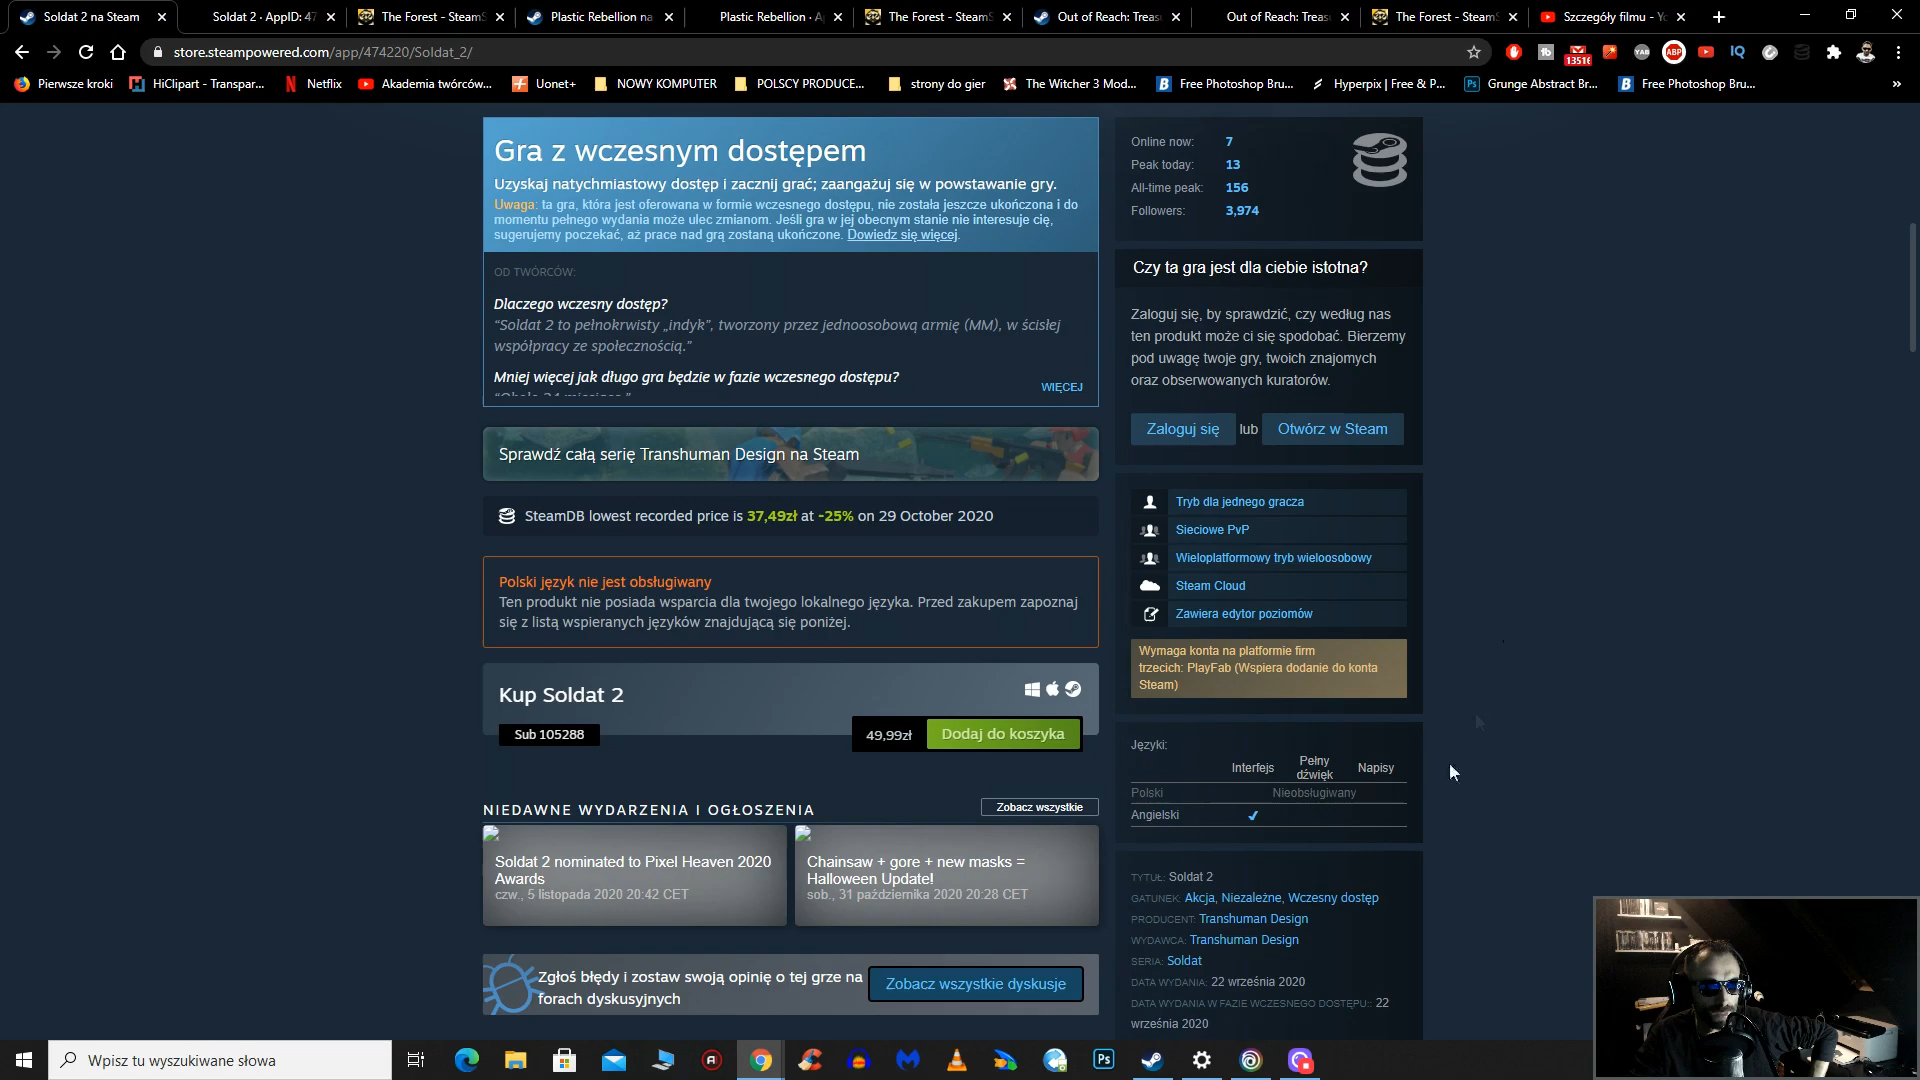 Soldat 2 na Steam
Soldat 2 · AppID: 47
The Forest - SteamS
Plastic Rebellion na
Plastic Rebellion · A
The Forest - SteamS
Out of Reach: Treas
Out of Reach: Treas
The Forest - SteamS
Szczegóły filmu - Yo
store.steampowered.com/app/474220/Soldat_2/
13516
Pierwsze kroki
HiClipart - Transpar...
Netflix
Akademia twórców...
Uonet+
NOWY KOMPUTER
POLSCY PRODUCE...
strony do gier
The Witcher 3 Mod...
Free Photoshop Bru...
Hyperpix | Free & P...
Grunge Abstract Br...
Free Photoshop Bru...
Gra z wczesnym dostępem
Uzyskaj natychmiastowy dostęp i zacznij grać; zaangażuj się w powstawanie gry.
Uwaga: ta gra, która jest oferowana w formie wczesnego dostępu, nie została jeszcze ukończona i do
momentu pełnego wydania może ulec zmianom. Jeśli gra w jej obecnym stanie nie interesuje cię,
sugerujemy poczekać, aż prace nad grą zostaną ukończone. Dowiedz się więcej.
OD TWÓRCÓW:
Dlaczego wczesny dostęp?
“Soldat 2 to pełnokrwisty „indyk”, tworzony przez jednoosobową armię (MM), w ścisłej
współpracy ze społecznością.”
Mniej więcej jak długo gra będzie w fazie wczesnego dostępu?
WIĘCEJ
Sprawdź całą serię Transhuman Design na Steam
SteamDB lowest recorded price is 37,49zł at -25% on 29 October 2020
Polski język nie jest obsługiwany
Ten produkt nie posiada wsparcia dla twojego lokalnego języka. Przed zakupem zapoznaj
się z listą wspieranych języków znajdującą się poniżej.
Kup Soldat 2
Sub 105288
49,99zł
Dodaj do koszyka
NIEDAWNE WYDARZENIA I OGŁOSZENIA
Zobacz wszystkie
Soldat 2 nominated to Pixel Heaven 2020
Awards
czw., 5 listopada 2020 20:42 CET
Chainsaw + gore + new masks =
Halloween Update!
sob., 31 października 2020 20:28 CET
Zgłoś błędy i zostaw swoją opinię o tej grze na
forach dyskusyjnych
Zobacz wszystkie dyskusje
Online now: 7
Peak today: 13
All-time peak: 156
Followers: 3,974
Czy ta gra jest dla ciebie istotna?
Zaloguj się, by sprawdzić, czy według nas
ten produkt może ci się spodobać. Bierzemy
pod uwagę twoje gry, twoich znajomych
oraz obserwowanych kuratorów.
Zaloguj się lub Otwórz w Steam
Tryb dla jednego gracza
Sieciowe PvP
Wieloplatformowy tryb wieloosobowy
Steam Cloud
Zawiera edytor poziomów
Wymaga konta na platformie firm
trzecich: PlayFab (Wspiera dodanie do konta
Steam)
Języki:
Interfejs
Pełny
dźwięk
Napisy
Polski Nieobsługiwany
Angielski ✔
TYTUŁ: Soldat 2
GATUNEK: Akcja, Niezależne, Wczesny dostęp
PRODUCENT: Transhuman Design
WYDAWCA: Transhuman Design
SERIA: Soldat
DATA WYDANIA: 22 września 2020
DATA WYDANIA W FAZIE WCZESNEGO DOSTĘPU:: 22
września 2020
Wpisz tu wyszukiwane słowa